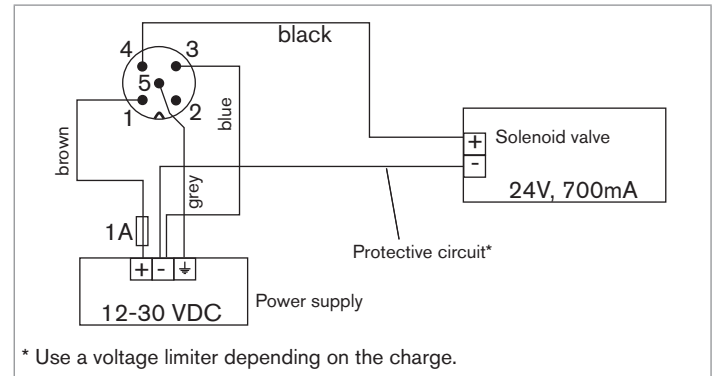 black
4
3
5
1
2
brown
blue
grey
+
Solenoid valve
-
24V, 700mA
1A
Protective circuit*
+
-
12-30 VDC
Power supply
* Use a voltage limiter depending on the charge.